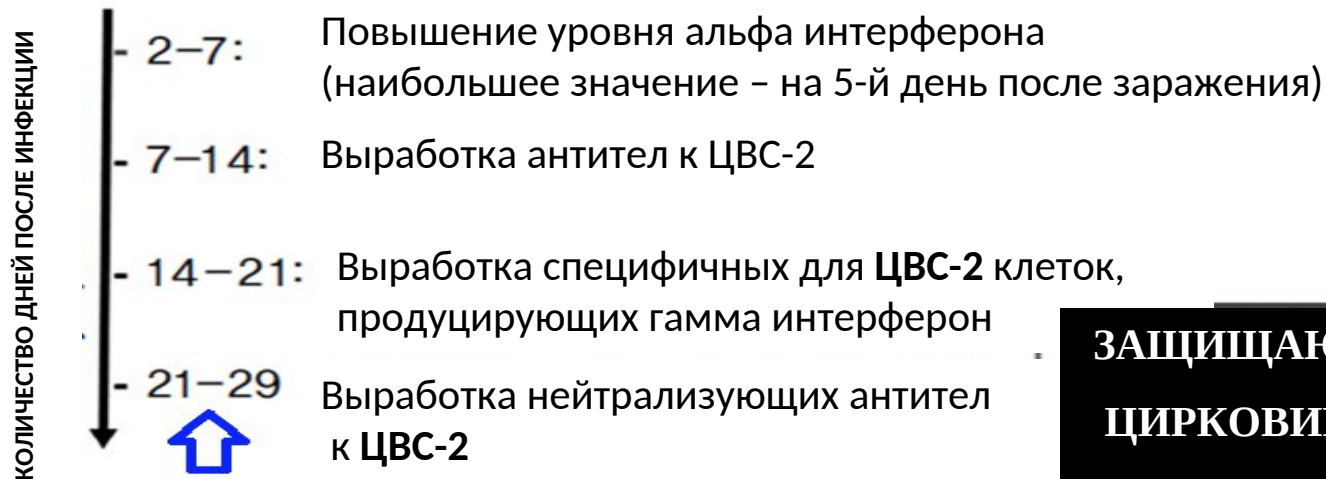 КОЛИЧЕСТВО ДНЕЙ ПОСЛЕ ИНФЕКЦИИ
- 2–7: Повышение уровня альфа интерферона
(наибольшее значение – на 5-й день после заражения)
- 7–14: Выработка антител к ЦВС-2
- 14–21: Выработка специфичных для ЦВС-2 клеток,
продуцирующих гамма интерферон
- 21–29 Выработка нейтрализующих антител
к ЦВС-2